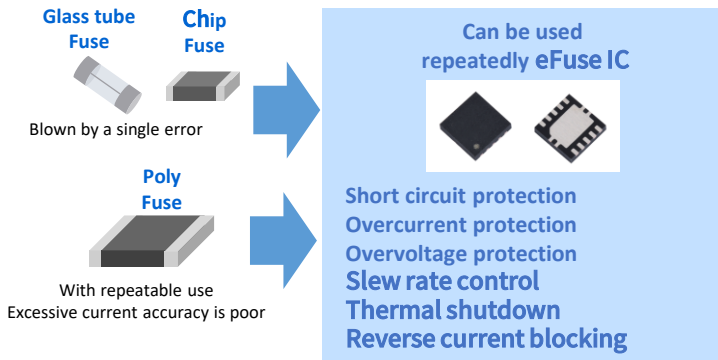 Glass tube
Fuse
Chip
Fuse
Blown by a single error
Poly
Fuse
With repeatable use
Excessive current accuracy is poor
Can be used
repeatedly eFuse IC
Short circuit protection
Overcurrent protection
Overvoltage protection
Slew rate control
Thermal shutdown
Reverse current blocking